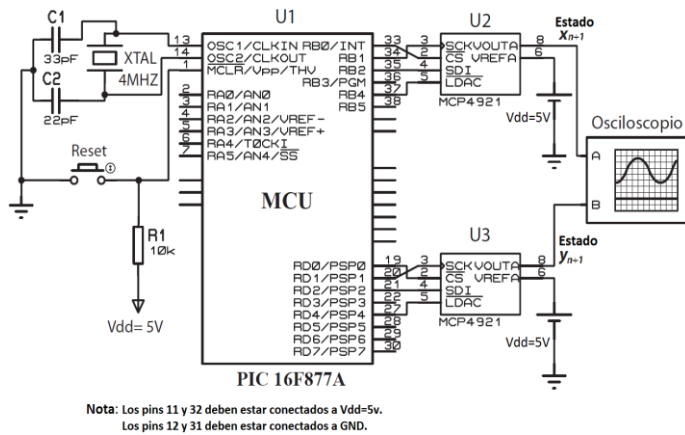 C1
33pF
XTAL
4MHZ
C2
22pF
Reset
R1
10k
Vdd= 5V
U1
13 OSC1/CLKIN
14 OSC2/CLKOUT
1 MCLR/Vpp/THV
2 RA0/AN0
3 RA1/AN1
4 RA2/AN2/VREF-
5 RA3/AN3/VREF+
6 RA4/T0CKI
7 RA5/AN4/SS
RB0/INT 33
RB1 34
RB2 35
RB3/PGM 36
RB4 37
RB5 38
MCU
RD0/PSP0 19
RD1/PSP1 20
RD2/PSP2 21
RD3/PSP3 22
RD4/PSP4 27
RD5/PSP5 28
RD6/PSP6 29
RD7/PSP7 30
PIC 16F877A
U2
3 SCK VOUTA 8
2 CS VREFA 6
4 SDI
5 LDAC
MCP4921
Vdd=5V
Estado
xn+1
Osciloscopio
A
B
U3
3 SCK VOUTA 8
2 CS VREFA 6
4 SDI
5 LDAC
MCP4921
Vdd=5V
Estado
yn+1
Nota: Los pins 11 y 32 deben estar conectados a Vdd=5v.
Los pins 12 y 31 deben estar conectados a GND.